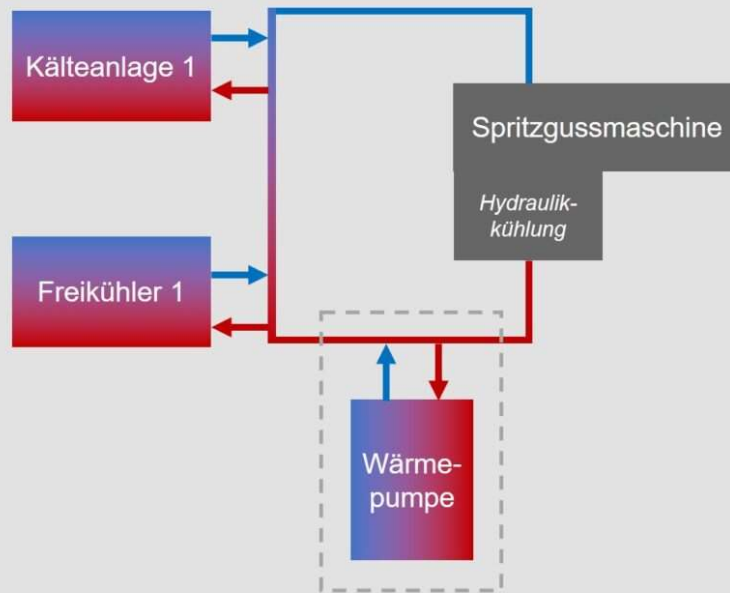 Kälteanlage 1
Spritzgussmaschine
Hydraulik-
kühlung
Freikühler 1
Wärme-
pumpe